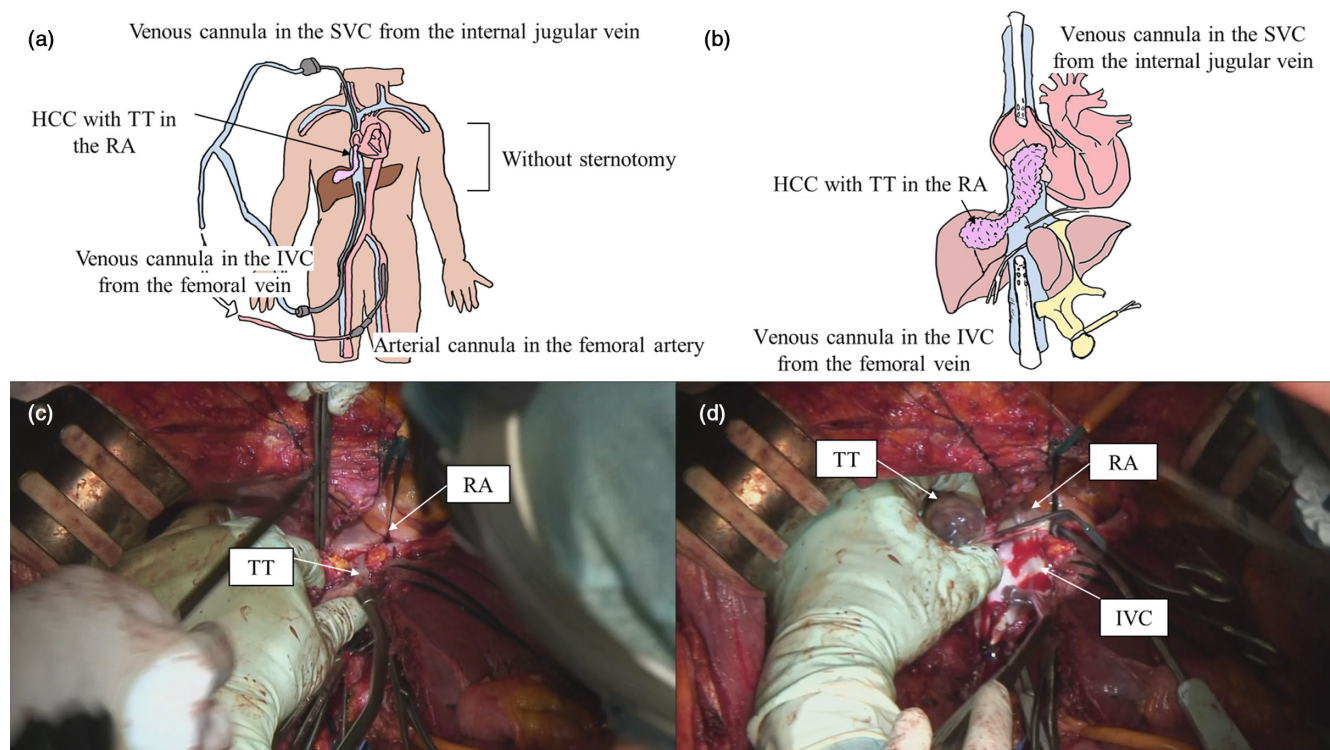 (a)
Venous cannula in the SVC from the internal jugular vein
HCC with TT in
the RA
Without sternotomy
Venous cannula in the IVC
from the femoral vein
Arterial cannula in the femoral artery
(b)
Venous cannula in the SVC
from the internal jugular vein
HCC with TT in the RA
Venous cannula in the IVC
from the femoral vein
(c)
RA
TT
(d)
TT
RA
IVC